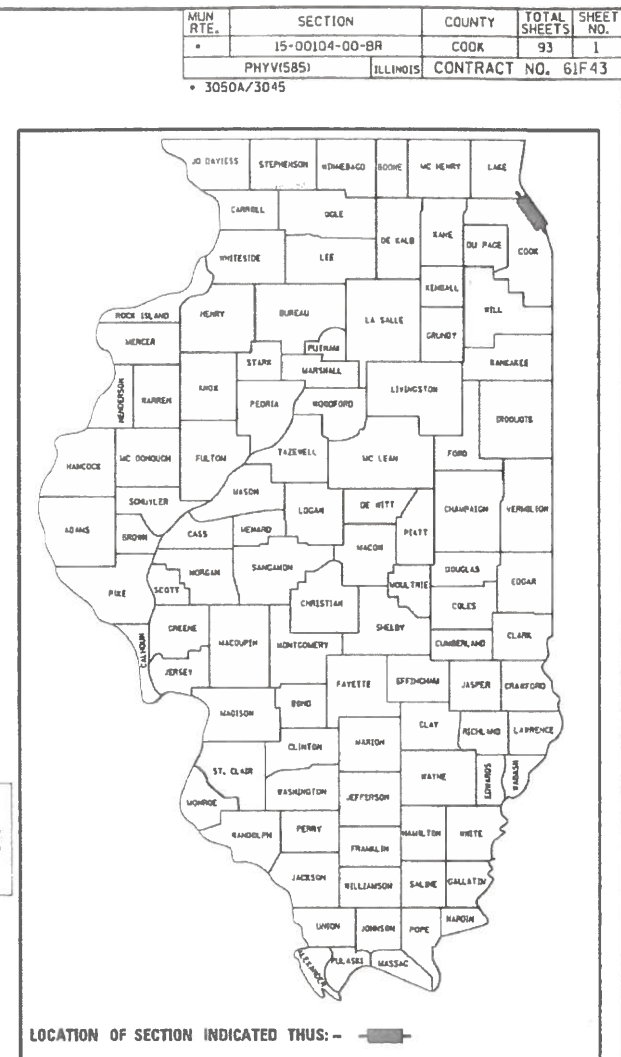 MUN RTE. SECTION COUNTY TOTAL SHEETS SHEET NO.
• 15-00104-00-BR COOK 93 1
PHYV(585) ILLINOIS CONTRACT NO. 61F43
• 3050A/3045
JO DAVIESS STEPHENSON WINNEBAGO BOONE MC HENRY LAKE
CARROLL OGLE DE KALB KANE DU PAGE COOK
WHITESIDE LEE
KENDALL
ROCK ISLAND HENRY BUREAU LA SALLE GRUNDY WILL
MERCER PUTNAM
STARK MARSHALL KANKAKEE
HENDERSON WARREN KNOX PEORIA WOODFORD LIVINGSTON IROQUOIS
HANCOCK MC DONOUGH FULTON TAZEWELL MC LEAN FORD
SCHUYLER MASON LOGAN DE WITT CHAMPAIGN VERMILION
ADAMS BROWN CASS MENARD PIATT
MACON
PIKE SCOTT MORGAN SANGAMON MOULTRIE DOUGLAS EDGAR
CHRISTIAN COLES
CALHOUN GREENE MACOUPIN MONTGOMERY SHELBY CUMBERLAND CLARK
JERSEY FAYETTE EFFINGHAM JASPER CRAWFORD
MADISON BOND CLAY RICHLAND LAWRENCE
CLINTON MARION
ST. CLAIR WAYNE EDWARDS WABASH
MONROE WASHINGTON JEFFERSON
RANDOLPH PERRY FRANKLIN HAMILTON WHITE
JACKSON WILLIAMSON SALINE GALLATIN
UNION JOHNSON POPE HARDIN
ALEXANDER PULASKI MASSAC
LOCATION OF SECTION INDICATED THUS: -